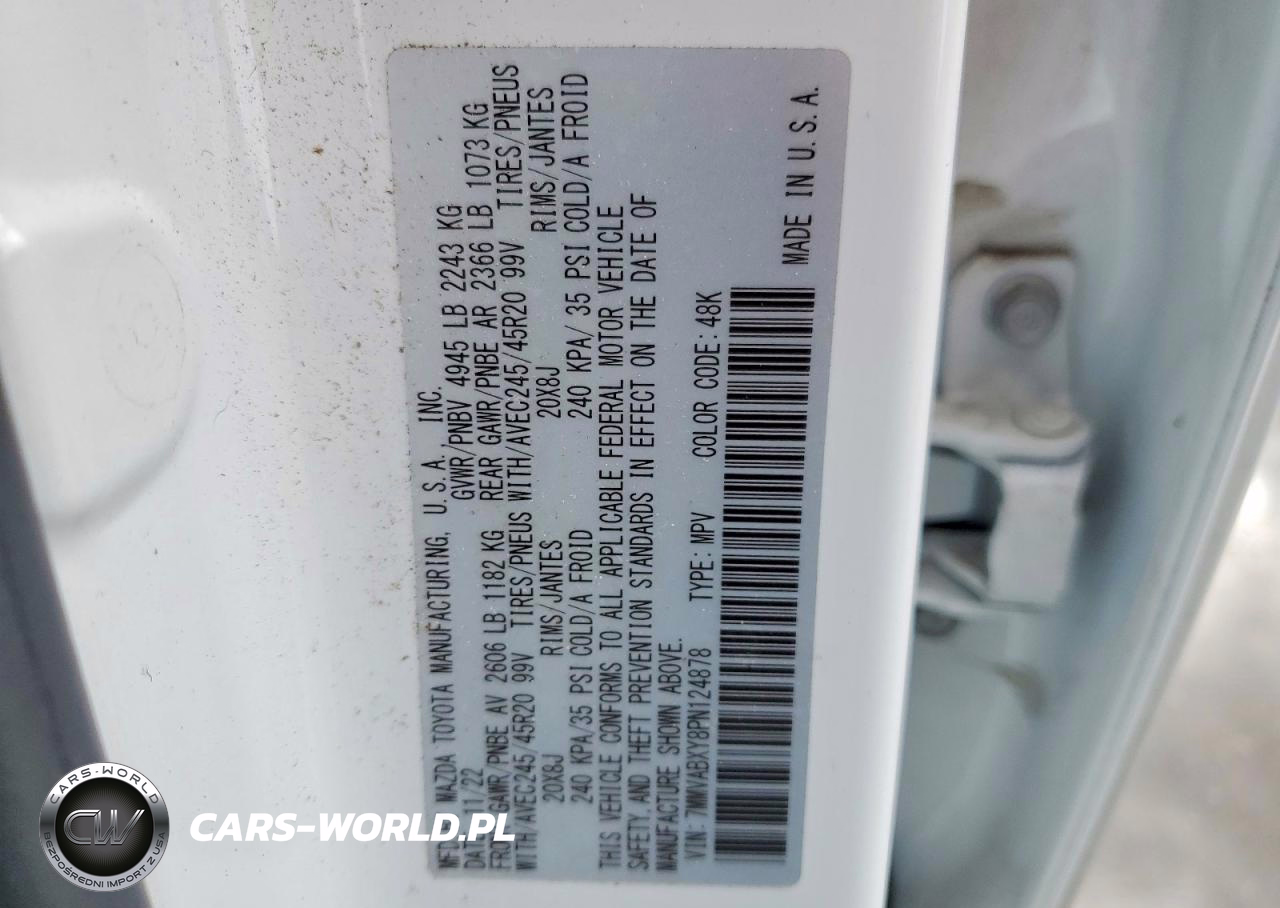 MAZDA TOYOTA MANUFACTURING, U.S.A., INC.
11/22 GVWR/PNBV 4945 LB 2243 KG
GAWR/PNBE AV 2606 LB 1182 KG REAR GAWR/PNBE AR 2366 LB 1073 KG
WITH/AVEC245/45R20 99V TIRES/PNEUS WITH/AVEC245/45R20 99V TIRES/PNEUS
20X8J RIMS/JANTES 20X8J RIMS/JANTES
240 KPA/35 PSI COLD/A FROID 240 KPA/ 35 PSI COLD/A FROID
THIS VEHICLE CONFORMS TO ALL APPLICABLE FEDERAL MOTOR VEHICLE
SAFETY, AND THEFT PREVENTION STANDARDS IN EFFECT ON THE DATE OF
MANUFACTURE SHOWN ABOVE.
VIN: 7MMVABXY8PN124878 TYPE: MPV COLOR CODE: 48K
MADE IN U.S.A.
CARS-WORLD
CW
BEZPOŚREDNI IMPORT Z USA
CARS-WORLD.PL